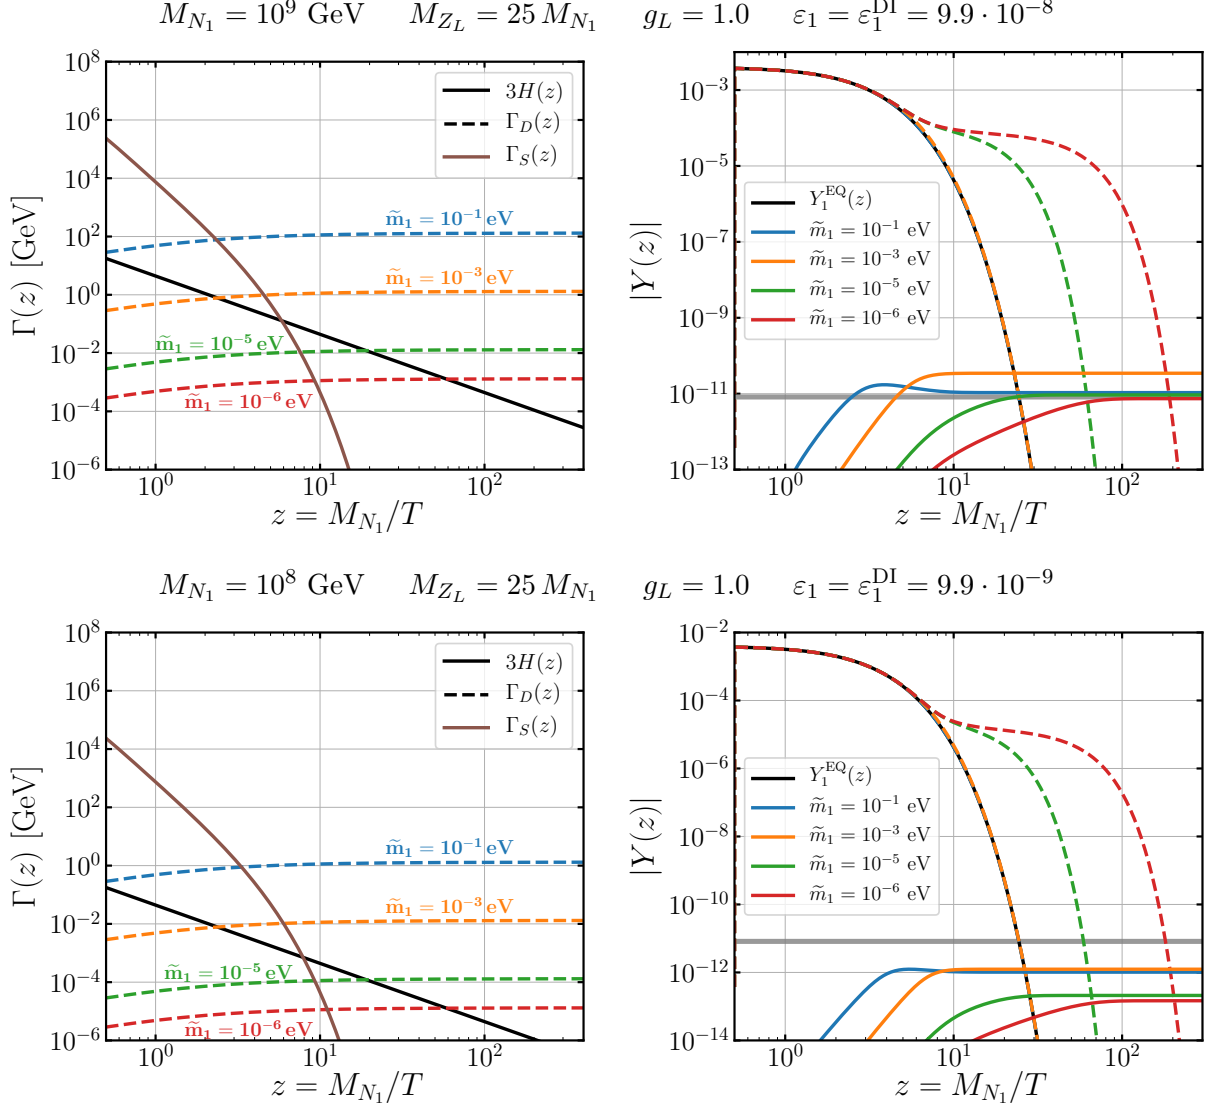 M_{N_1} = 10^9 GeV M_{Z_L} = 25 M_{N_1} g_L = 1.0 ε_1 = ε_1^{DI} = 9.9 · 10^{-8}
Γ(z) [GeV]
10^8
10^6
10^4
10^2
10^0
10^{-2}
10^{-4}
10^{-6}
3H(z)
Γ_D(z)
Γ_S(z)
m̃_1 = 10^{-1} eV
m̃_1 = 10^{-3} eV
m̃_1 = 10^{-5} eV
m̃_1 = 10^{-6} eV
10^0 10^1 10^2
z = M_{N_1}/T
|Y(z)|
10^{-3}
10^{-5}
10^{-7}
10^{-9}
10^{-11}
10^{-13}
Y_1^{EQ}(z)
m̃_1 = 10^{-1} eV
m̃_1 = 10^{-3} eV
m̃_1 = 10^{-5} eV
m̃_1 = 10^{-6} eV
10^0 10^1 10^2
z = M_{N_1}/T
M_{N_1} = 10^8 GeV M_{Z_L} = 25 M_{N_1} g_L = 1.0 ε_1 = ε_1^{DI} = 9.9 · 10^{-9}
Γ(z) [GeV]
10^8
10^6
10^4
10^2
10^0
10^{-2}
10^{-4}
10^{-6}
3H(z)
Γ_D(z)
Γ_S(z)
m̃_1 = 10^{-1} eV
m̃_1 = 10^{-3} eV
m̃_1 = 10^{-5} eV
m̃_1 = 10^{-6} eV
10^0 10^1 10^2
z = M_{N_1}/T
|Y(z)|
10^{-2}
10^{-4}
10^{-6}
10^{-8}
10^{-10}
10^{-12}
10^{-14}
Y_1^{EQ}(z)
m̃_1 = 10^{-1} eV
m̃_1 = 10^{-3} eV
m̃_1 = 10^{-5} eV
m̃_1 = 10^{-6} eV
10^0 10^1 10^2
z = M_{N_1}/T